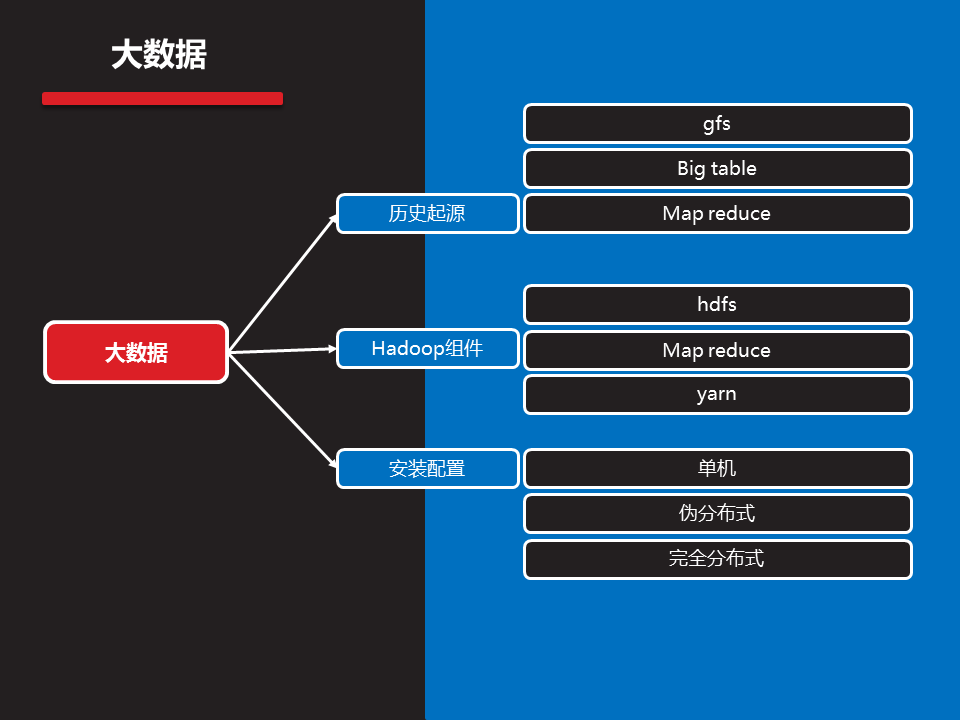 大数据
大数据
历史起源
gfs
Big table
Map reduce
Hadoop组件
hdfs
Map reduce
yarn
安装配置
单机
伪分布式
完全分布式